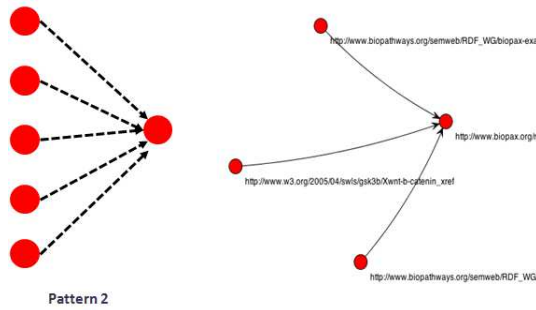 http://www.biopathways.org/semweb/RDF_WG/biopax-exa
http://www.biopax.org/r
http://www.w3.org/2005/04/swls/gsk3b/Xwnt-b-catenin_xref
http://www.biopathways.org/semweb/RDF_WG
Pattern 2